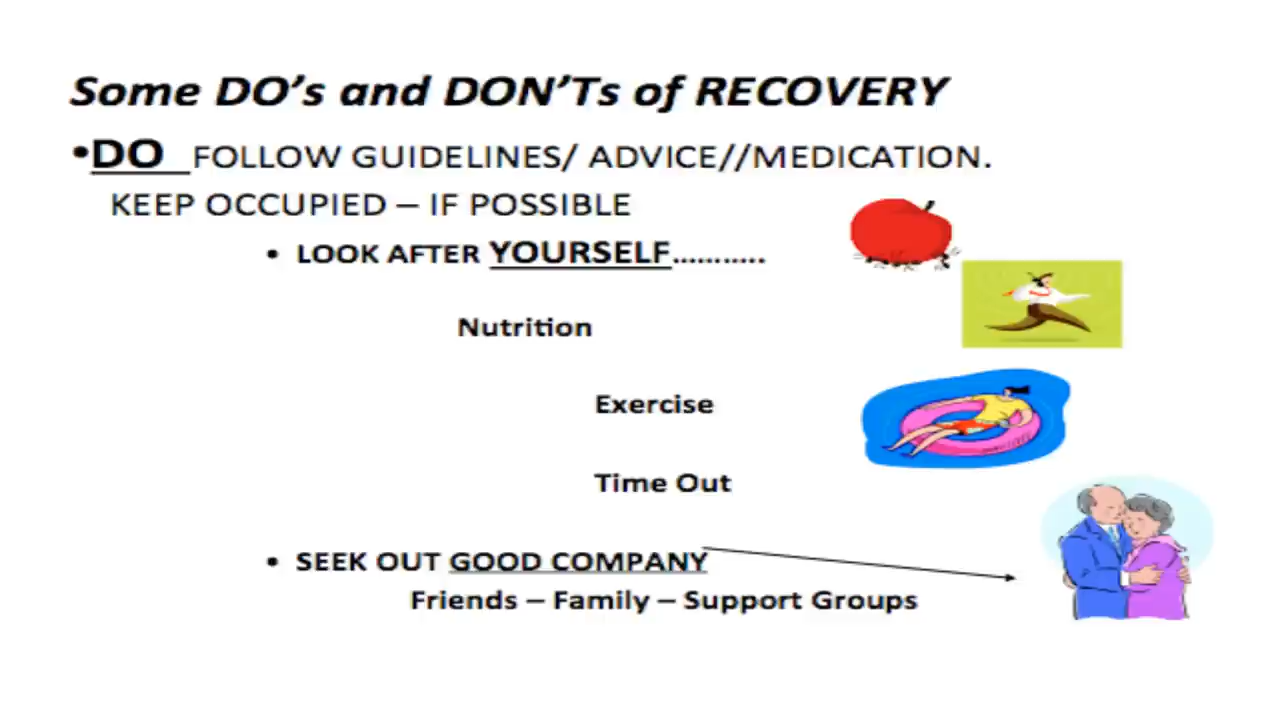 Some DO’s and DON’Ts of RECOVERY
•DO FOLLOW GUIDELINES/ ADVICE//MEDICATION.
KEEP OCCUPIED – IF POSSIBLE
• LOOK AFTER YOURSELF...........
Nutrition
Exercise
Time Out
• SEEK OUT GOOD COMPANY
Friends – Family – Support Groups